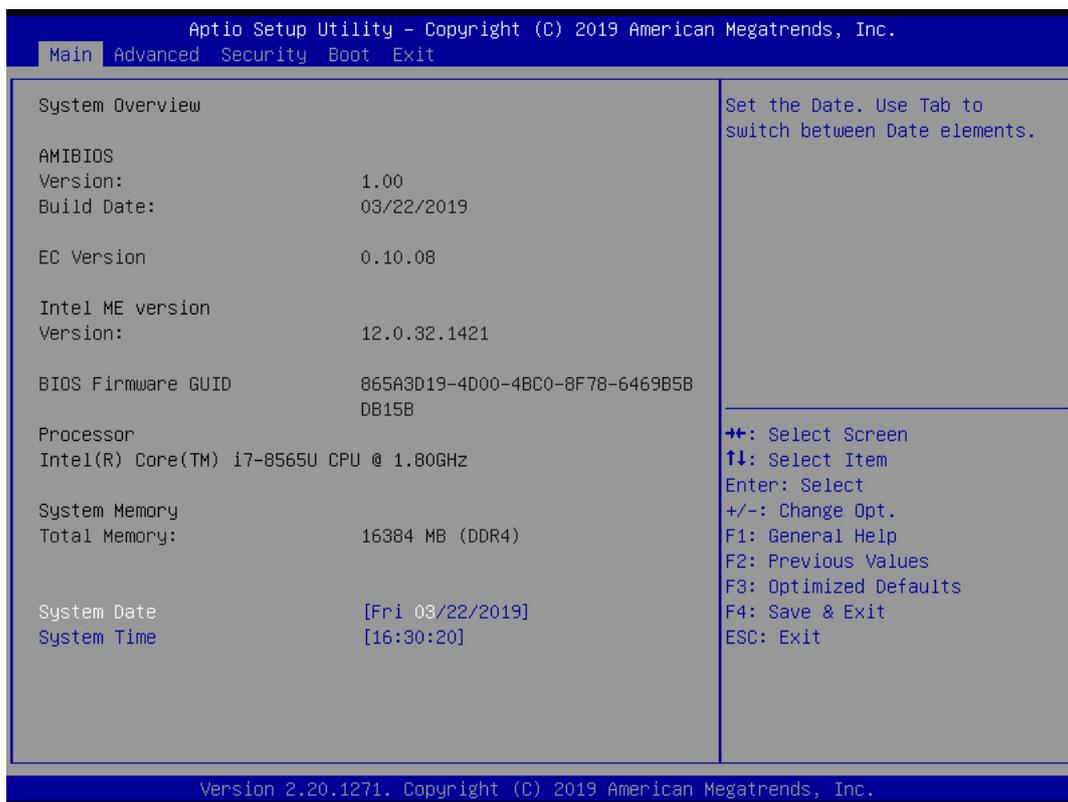 Aptio Setup Utility – Copyright (C) 2019 American Megatrends, Inc.
Main Advanced Security Boot Exit
System Overview
AMIBIOS
Version: 1.00
Build Date: 03/22/2019
EC Version 0.10.08
Intel ME version
Version: 12.0.32.1421
BIOS Firmware GUID 865A3D19-4D00-4BC0-8F78-6469B5B
DB15B
Processor
Intel(R) Core(TM) i7-8565U CPU @ 1.80GHz
System Memory
Total Memory: 16384 MB (DDR4)
System Date [Fri 03/22/2019]
System Time [16:30:20]
Set the Date. Use Tab to
switch between Date elements.
→←: Select Screen
↑↓: Select Item
Enter: Select
+/-: Change Opt.
F1: General Help
F2: Previous Values
F3: Optimized Defaults
F4: Save & Exit
ESC: Exit
Version 2.20.1271. Copyright (C) 2019 American Megatrends, Inc.